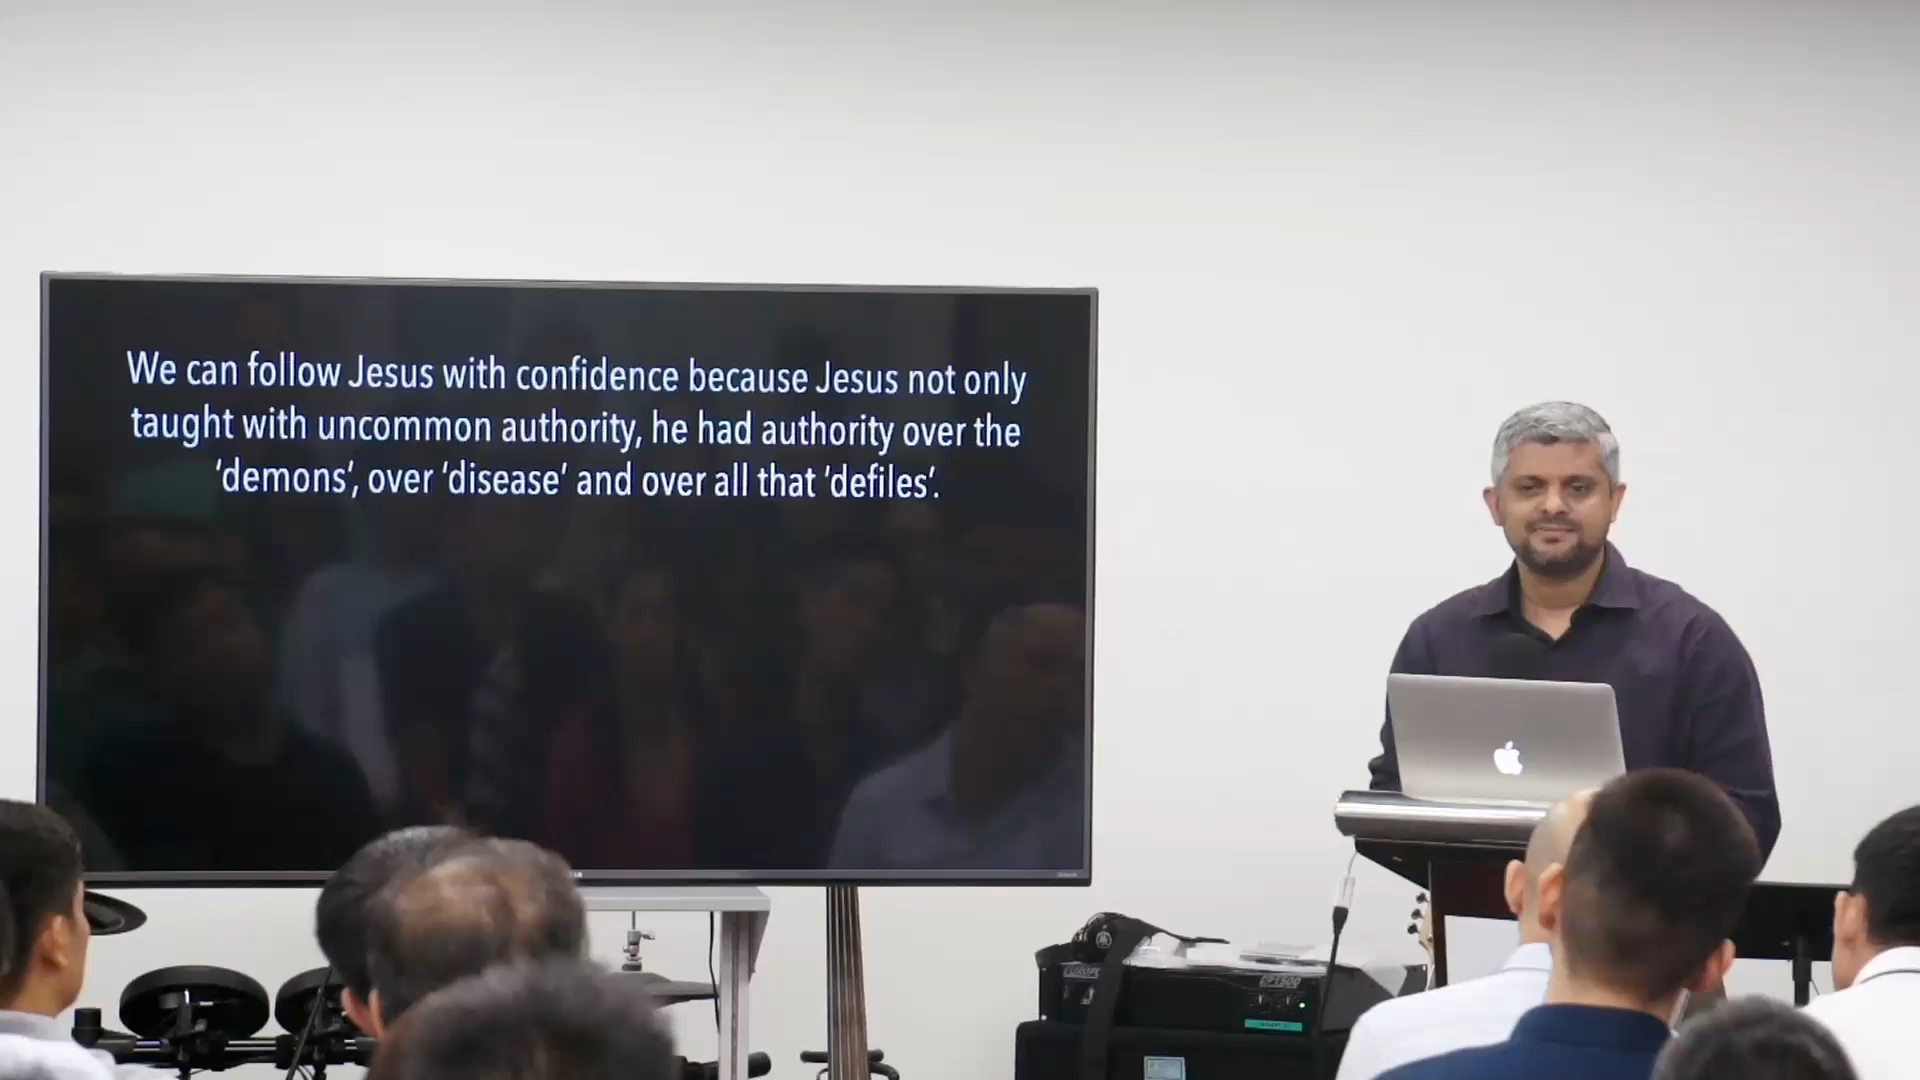 We can follow Jesus with confidence because Jesus not only
taught with uncommon authority, he had authority over the
‘demons’, over ‘disease’ and over all that ‘defiles’.
EP1500